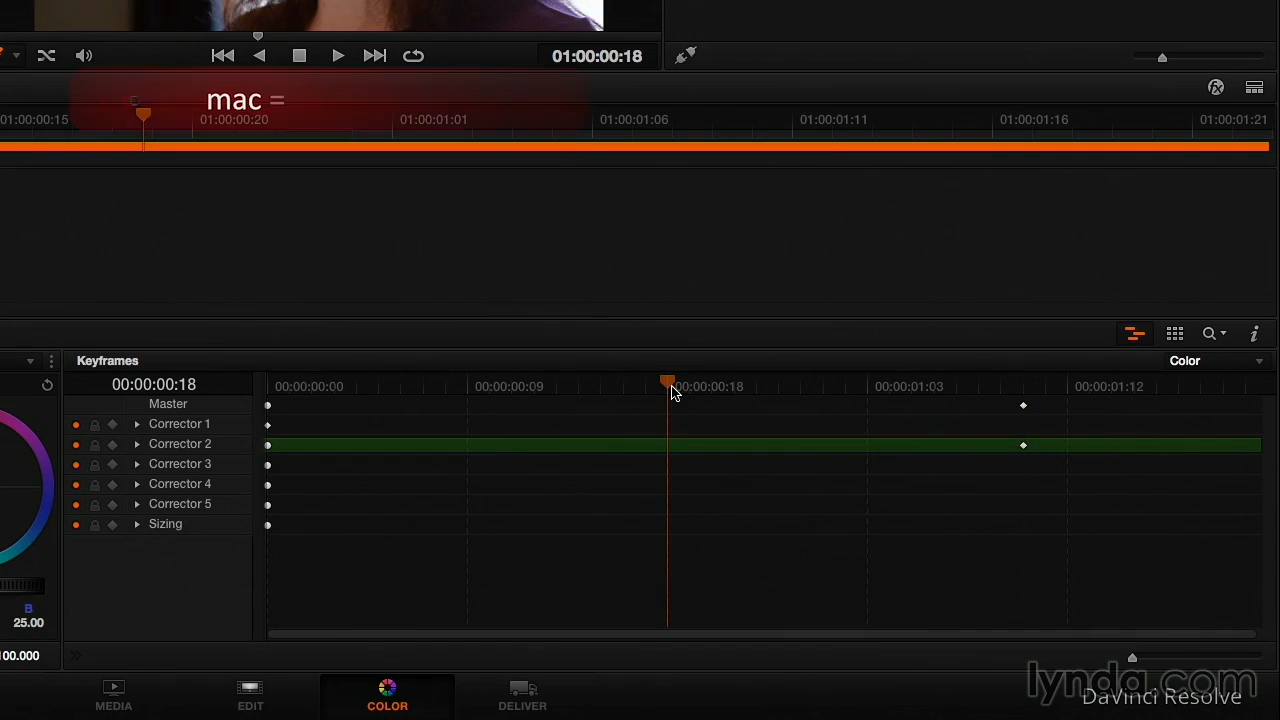 01:00:00:18
mac =
01:00:00:15 01:00:00:20 01:00:01:01 01:00:01:06 01:00:01:11 01:00:01:16 01:00:01:21
Keyframes Color
00:00:00:18 00:00:00:00 00:00:00:09 00:00:00:18 00:00:01:03 00:00:01:12
Master
Corrector 1
Corrector 2
Corrector 3
Corrector 4
Corrector 5
Sizing
B
25.00
100.000
lynda.com
DaVinci Resolve
MEDIA EDIT COLOR DELIVER